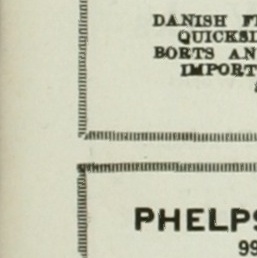 DANISH
QUICKSI
BORTS AN
IMPORT
PHELPS
99